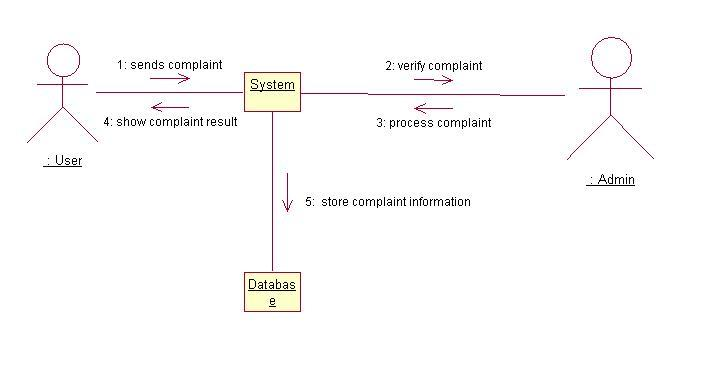 1: sends complaint
2: verify complaint
System
4: show complaint result
3: process complaint
: User
: Admin
5: store complaint information
Databas
e